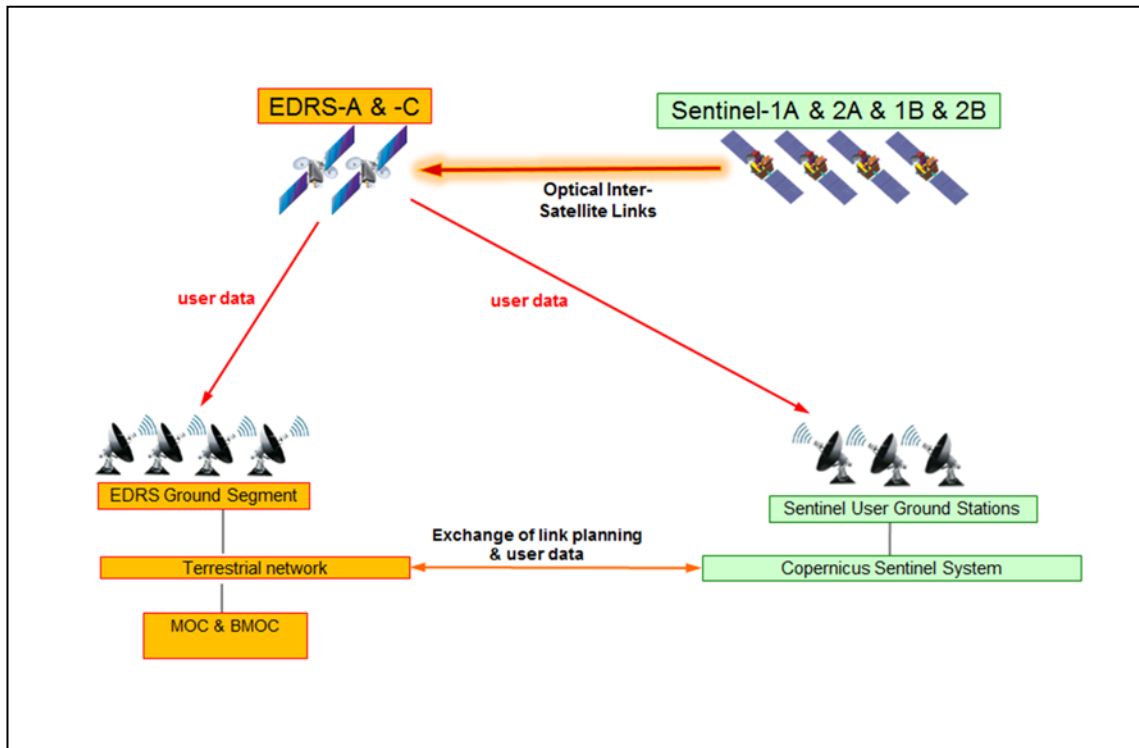 EDRS-A & -C
Sentinel-1A & 2A & 1B & 2B
Optical Inter-
Satellite Links
user data
user data
EDRS Ground Segment
Sentinel User Ground Stations
Exchange of link planning
& user data
Terrestrial network
Copernicus Sentinel System
MOC & BMOC